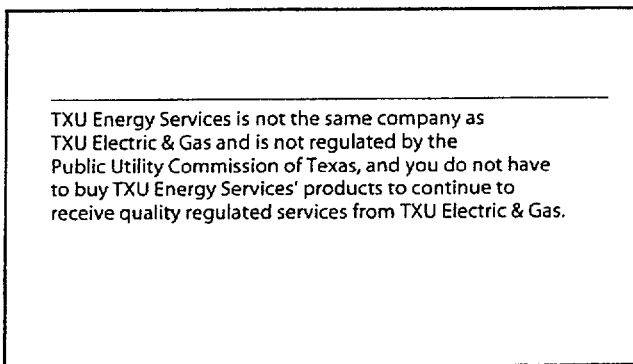 TXU Energy Services is not the same company as
TXU Electric & Gas and is not regulated by the
Public Utility Commission of Texas, and you do not have
to buy TXU Energy Services' products to continue to
receive quality regulated services from TXU Electric & Gas.